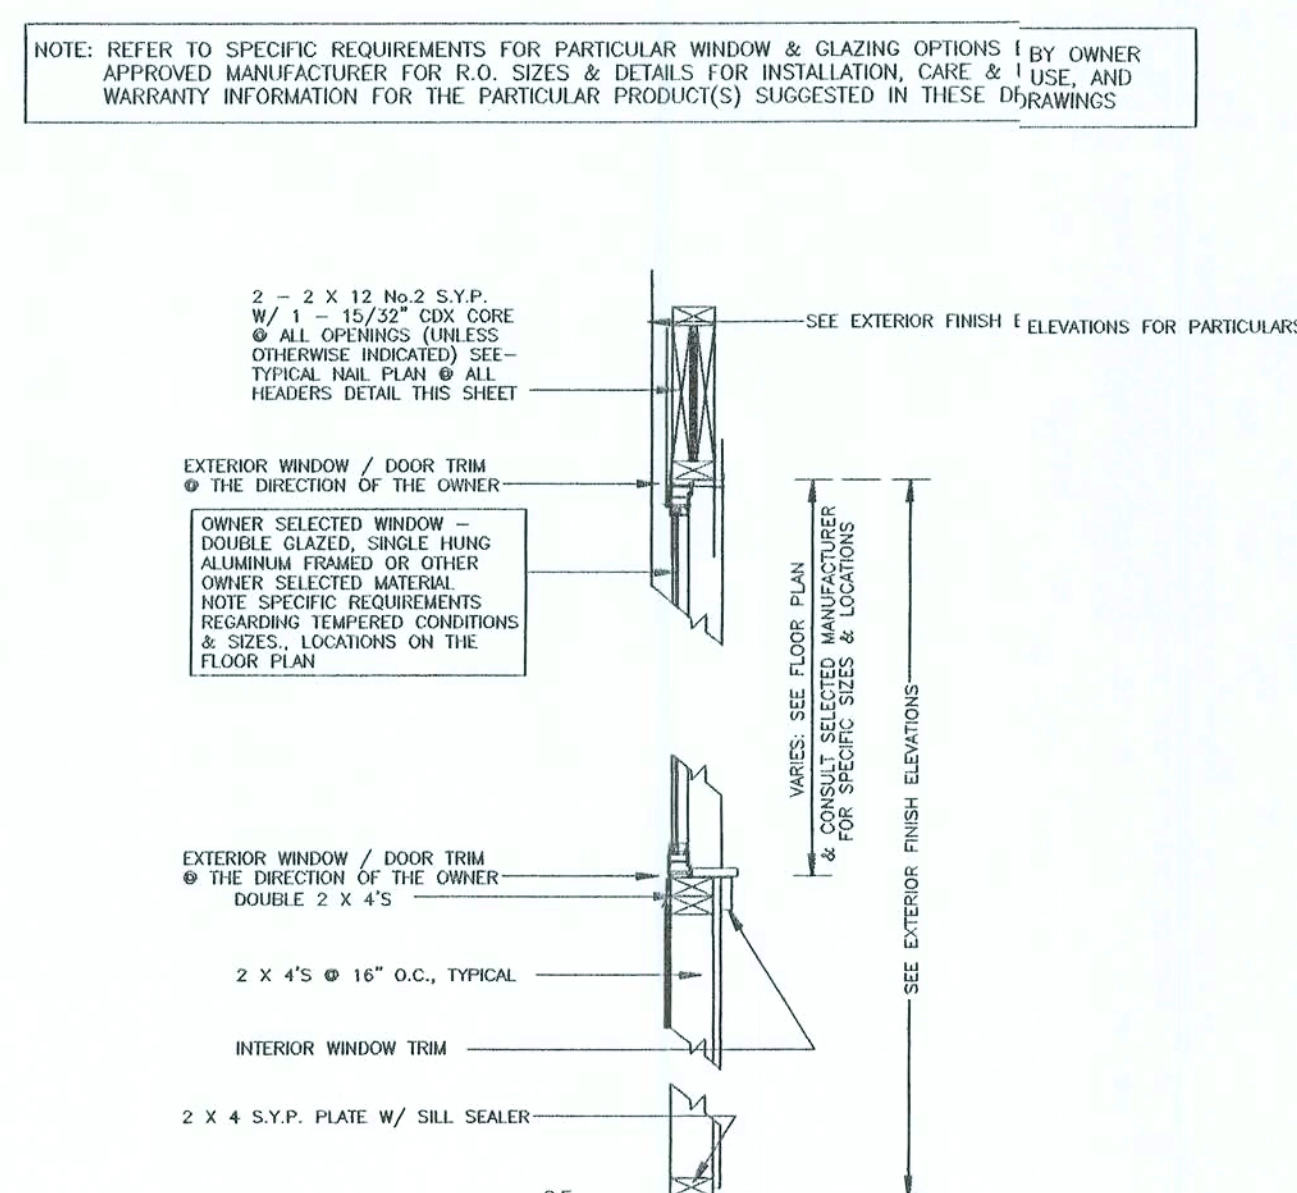 NOTE: REFER TO SPECIFIC REQUIREMENTS FOR PARTICULAR WINDOW & GLAZING OPTIONS BY OWNER
APPROVED MANUFACTURER FOR R.O. SIZES & DETAILS FOR INSTALLATION, CARE & USE, AND
WARRANTY INFORMATION FOR THE PARTICULAR PRODUCT(S) SUGGESTED IN THESE DRAWINGS
2 - 2 X 12 No.2 S.Y.P.
W/ 1 - 15/32" CDX CORE
@ ALL OPENINGS (UNLESS
OTHERWISE INDICATED) SEE
TYPICAL NAIL PLAN @ ALL
HEADERS DETAIL THIS SHEET
SEE EXTERIOR FINISH ELEVATIONS FOR PARTICULARS
EXTERIOR WINDOW / DOOR TRIM
@ THE DIRECTION OF THE OWNER
OWNER SELECTED WINDOW -
DOUBLE GLAZED, SINGLE HUNG
ALUMINUM FRAMED OR OTHER
OWNER SELECTED MATERIAL
NOTE SPECIFIC REQUIREMENTS
REGARDING TEMPERED CONDITIONS
& SIZES., LOCATIONS ON THE
FLOOR PLAN
VARIES: SEE FLOOR PLAN
& CONSULT SELECTED MANUFACTURER
FOR SPECIFIC SIZES & LOCATIONS
SEE EXTERIOR FINISH ELEVATIONS
EXTERIOR WINDOW / DOOR TRIM
@ THE DIRECTION OF THE OWNER
DOUBLE 2 X 4'S
2 X 4'S @ 16" O.C., TYPICAL
INTERIOR WINDOW TRIM
2 X 4 S.Y.P. PLATE W/ SILL SEALER